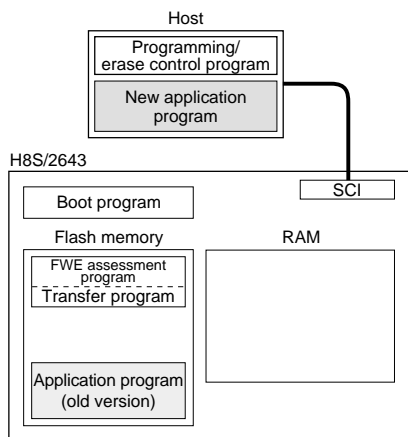 Host
Programming/
erase control program
New application
program
H8S/2643
SCI
Boot program
Flash memory
RAM
FWE assessment
program
Transfer program
Application program
(old version)